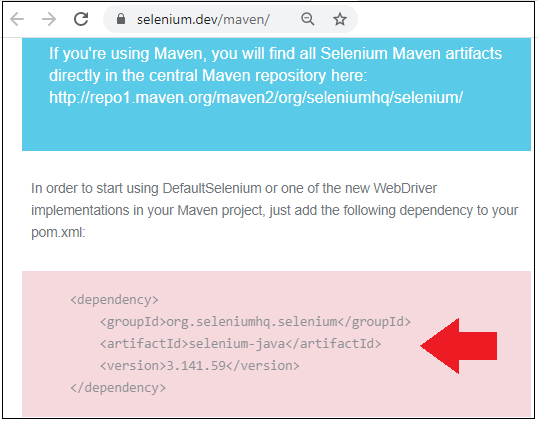 selenium.dev/maven/
If you're using Maven, you will find all Selenium Maven artifacts
directly in the central Maven repository here:
http://repo1.maven.org/maven2/org/seleniumhq/selenium/
In order to start using DefaultSelenium or one of the new WebDriver
implementations in your Maven project, just add the following dependency to your
pom.xml:
<dependency>
<groupId>org.seleniumhq.selenium</groupId>
<artifactId>selenium-java</artifactId>
<version>3.141.59</version>
</dependency>